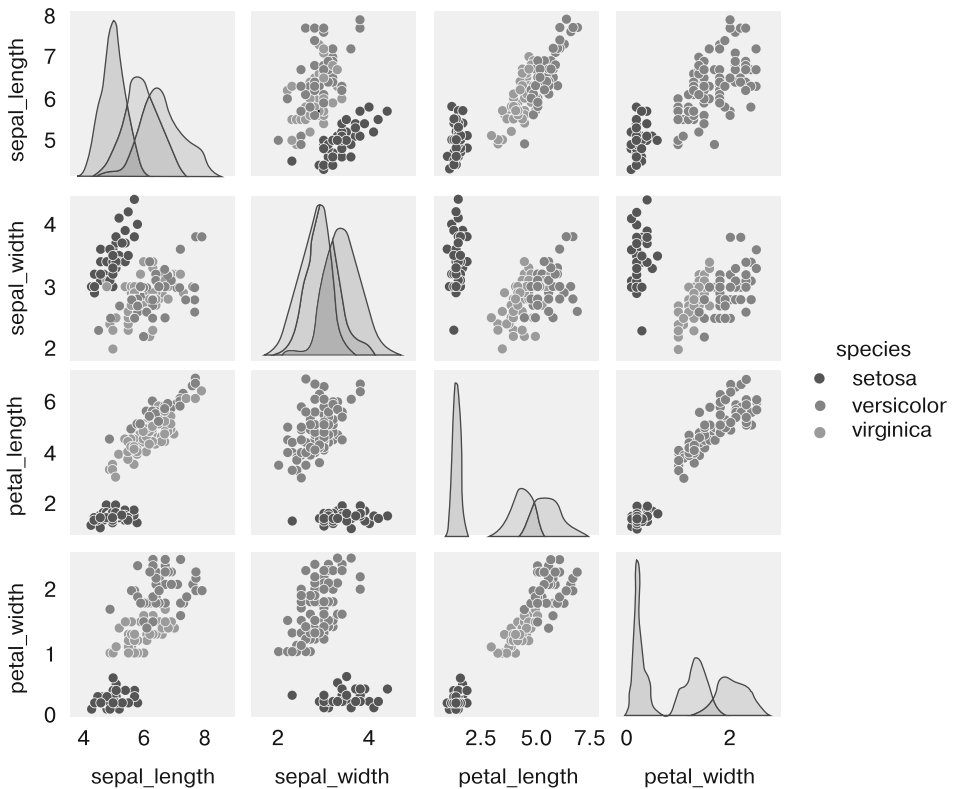 8
7
6
5
sepal_length
4
3
2
sepal_width
6
4
2
petal_length
2
1
0
petal_width
4 6 8
2 4
2.5 5.0 7.5
0 2
sepal_length
sepal_width
petal_length
petal_width
species
setosa
versicolor
virginica